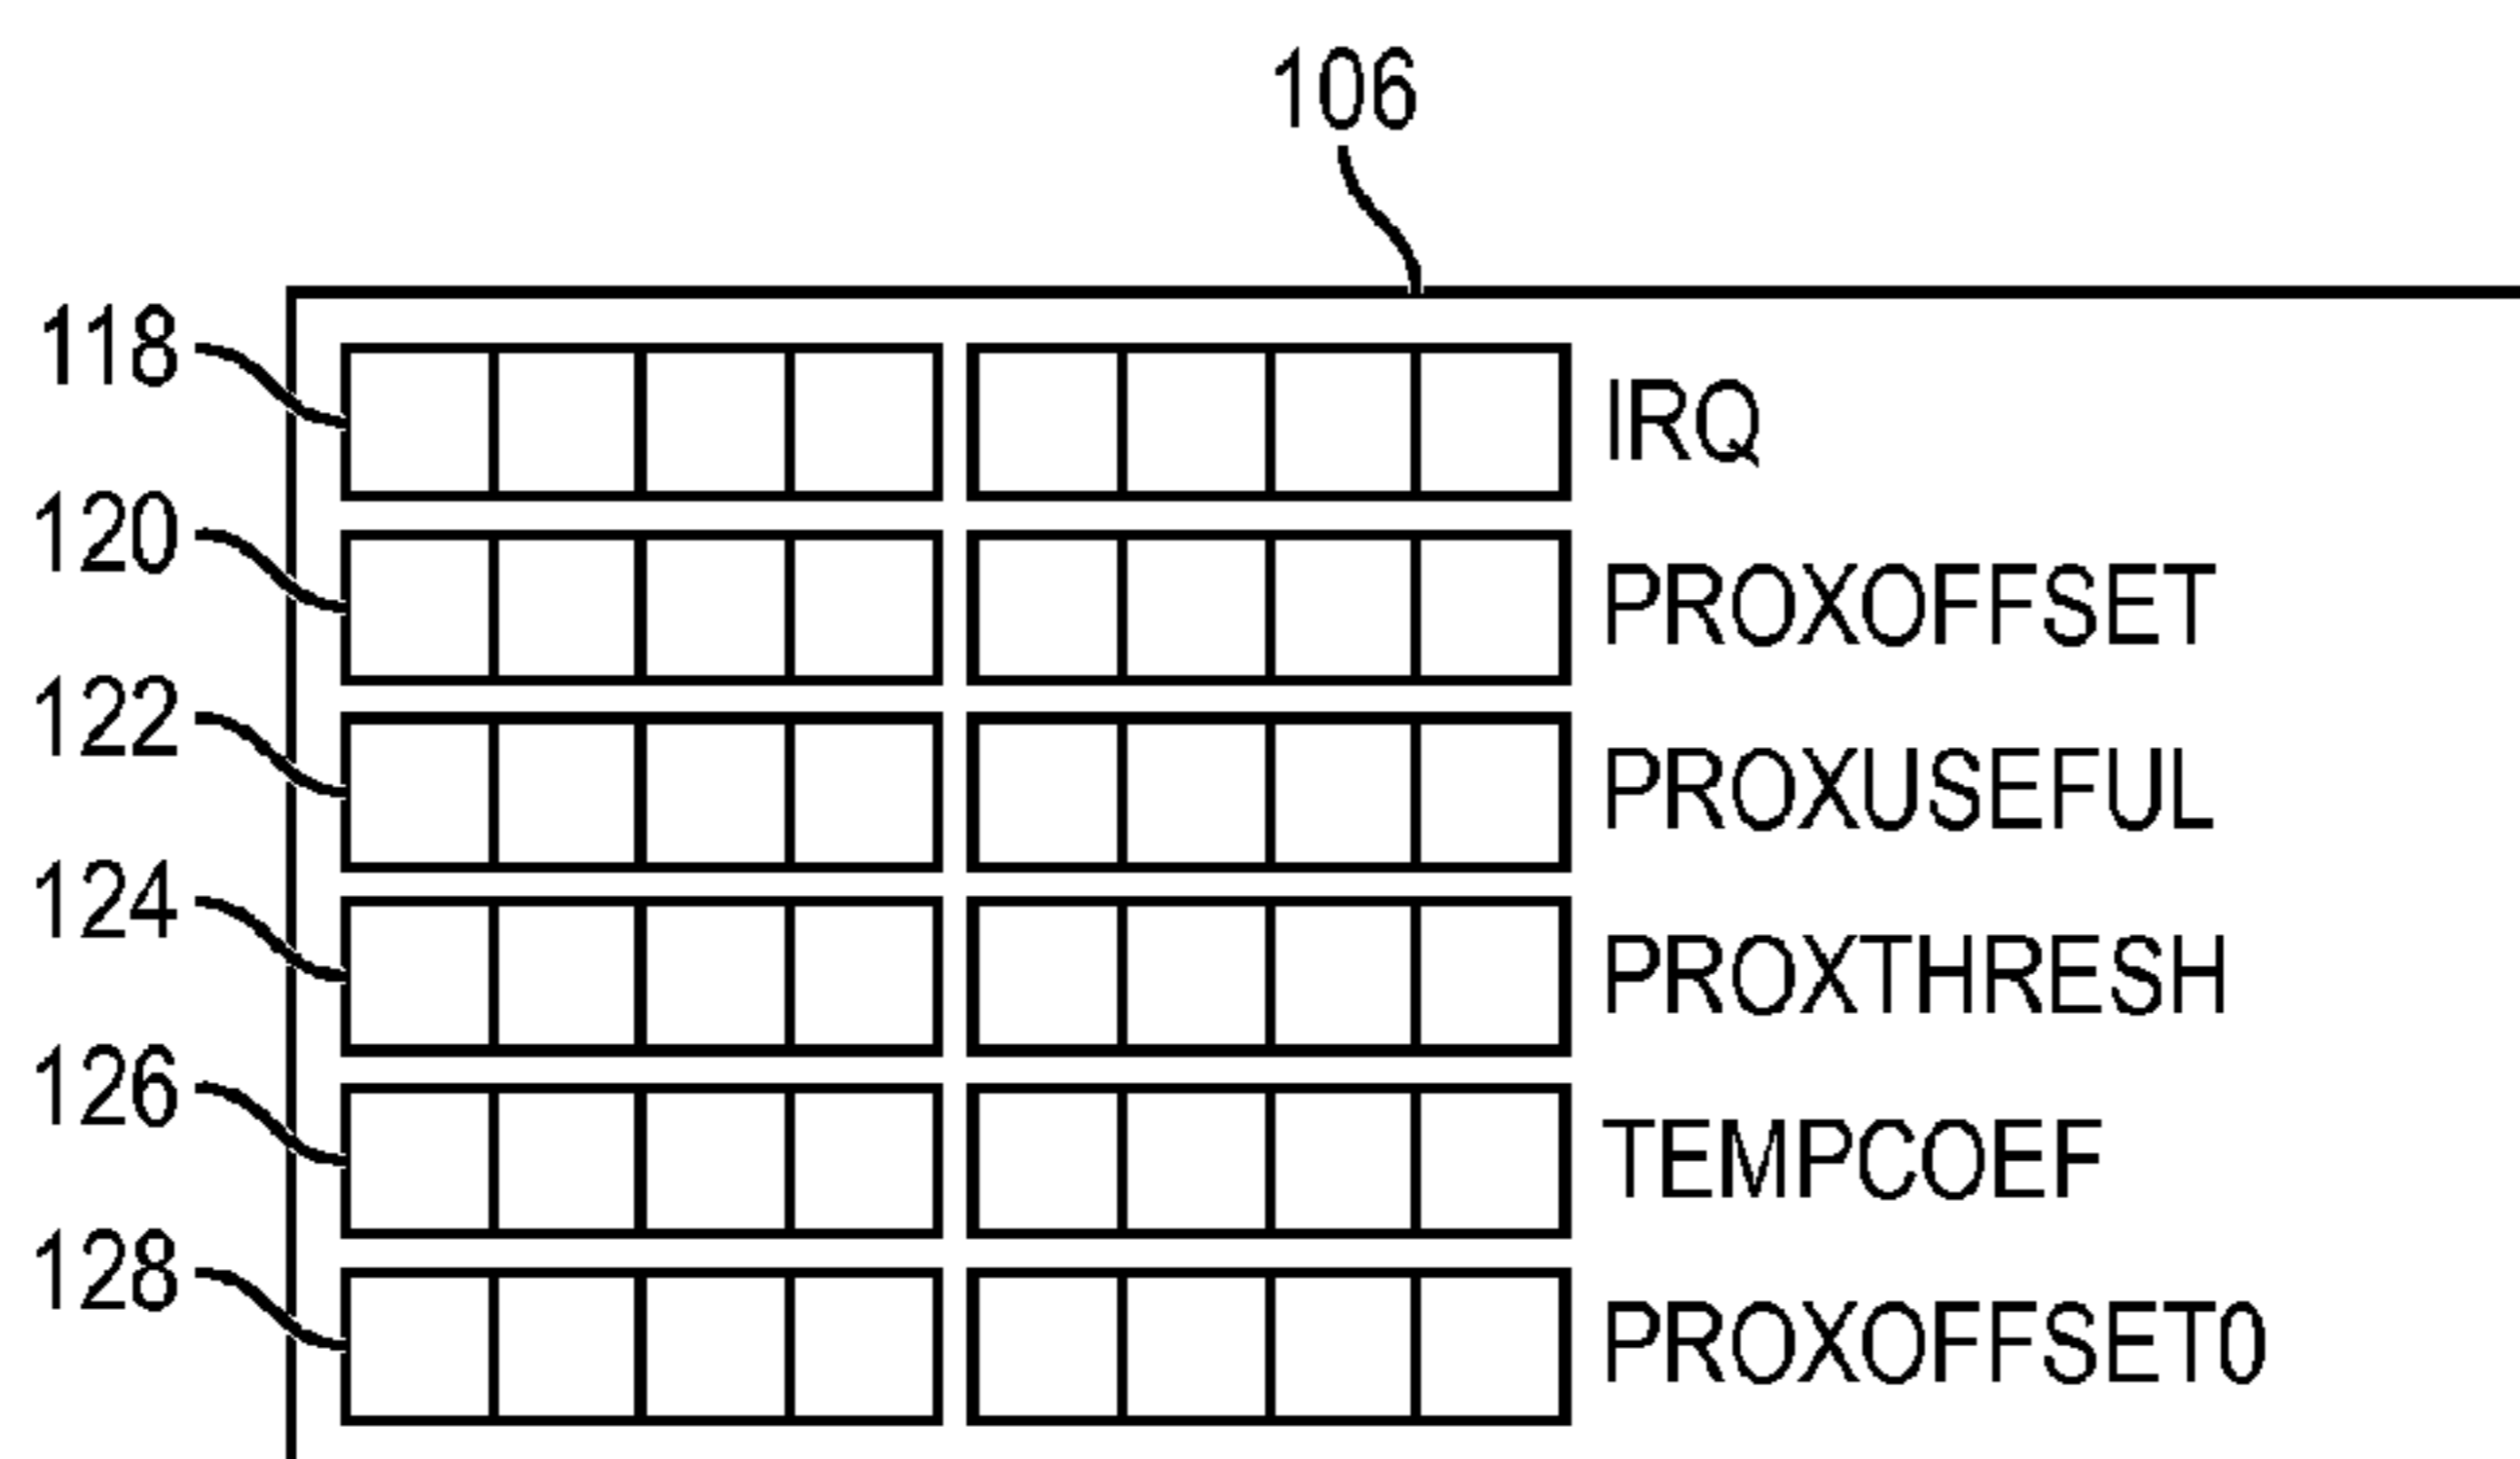 106
118 IRQ
120 PROXOFFSET
122 PROXUSEFUL
124 PROXTHRESH
126 TEMPCOEF
128 PROXOFFSET0